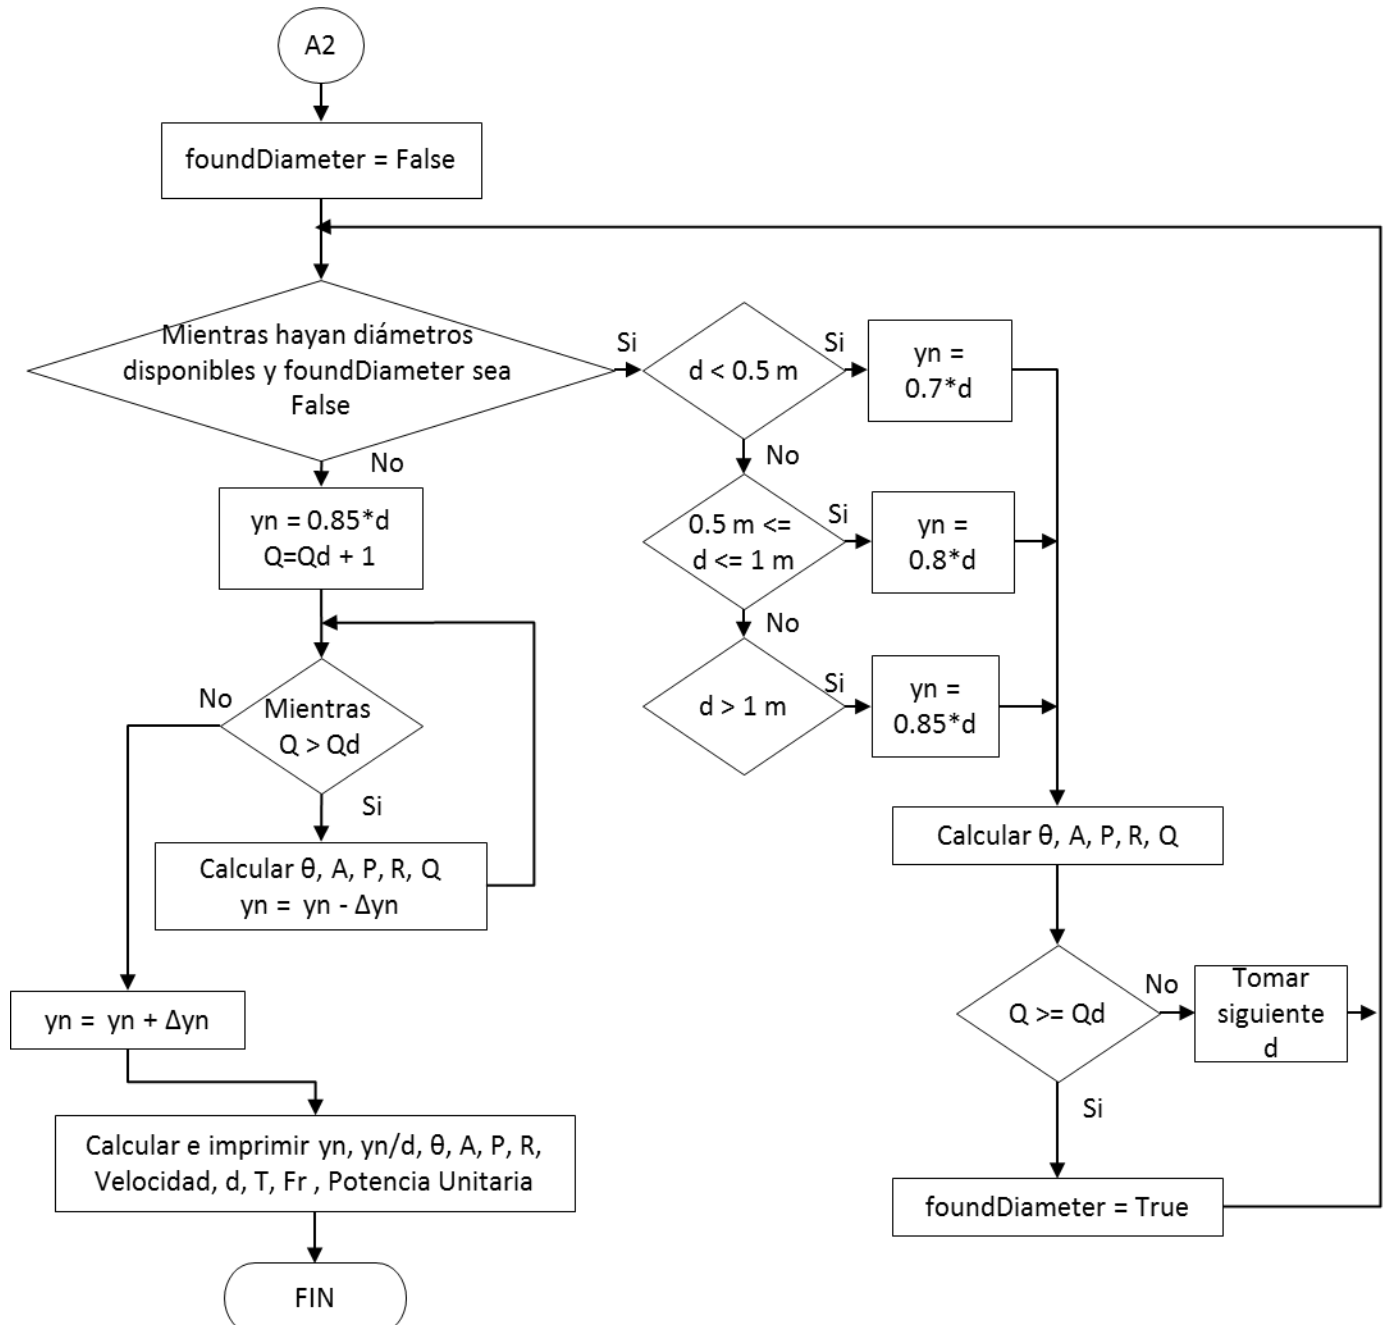 A2
foundDiameter = False
Mientras hayan diámetros
disponibles y foundDiameter sea
False
Si
d < 0.5 m
Si
yn =
0.7*d
No
No
0.5 m <=
d <= 1 m
Si
yn =
0.8*d
No
d > 1 m
Si
yn =
0.85*d
yn = 0.85*d
Q=Qd + 1
No
Mientras
Q > Qd
Si
Calcular θ, A, P, R, Q
yn = yn - Δyn
Calcular θ, A, P, R, Q
Q >= Qd
No
Tomar
siguiente
d
Si
foundDiameter = True
yn = yn + Δyn
Calcular e imprimir yn, yn/d, θ, A, P, R,
Velocidad, d, T, Fr , Potencia Unitaria
FIN